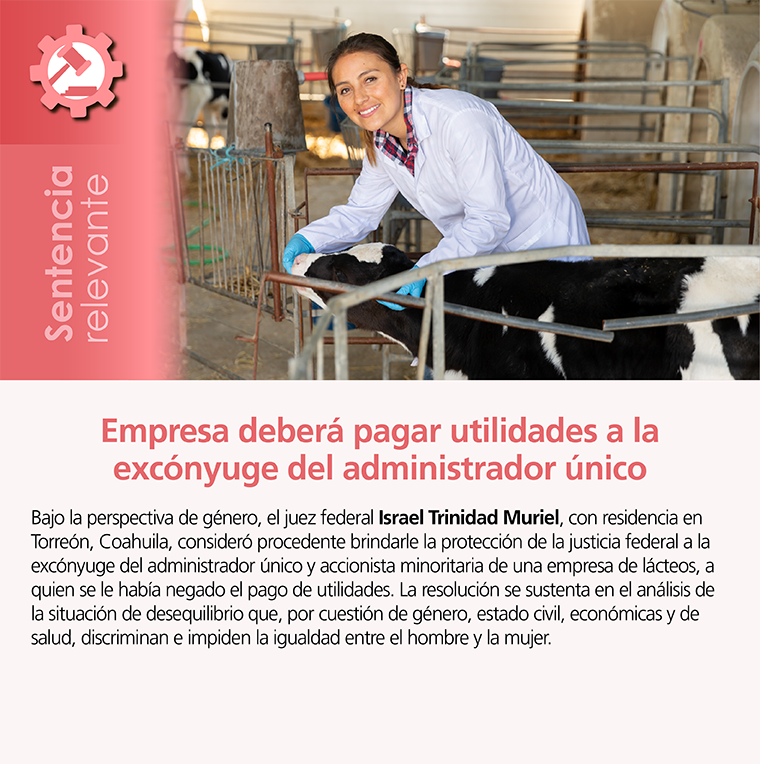 Sentencia
relevante
Empresa deberá pagar utilidades a la
excónyuge del administrador único
Bajo la perspectiva de género, el juez federal Israel Trinidad Muriel, con residencia en
Torreón, Coahuila, consideró procedente brindarle la protección de la justicia federal a la
excónyuge del administrador único y accionista minoritaria de una empresa de lácteos, a
quien se le había negado el pago de utilidades. La resolución se sustenta en el análisis de
la situación de desequilibrio que, por cuestión de género, estado civil, económicas y de
salud, discriminan e impiden la igualdad entre el hombre y la mujer.